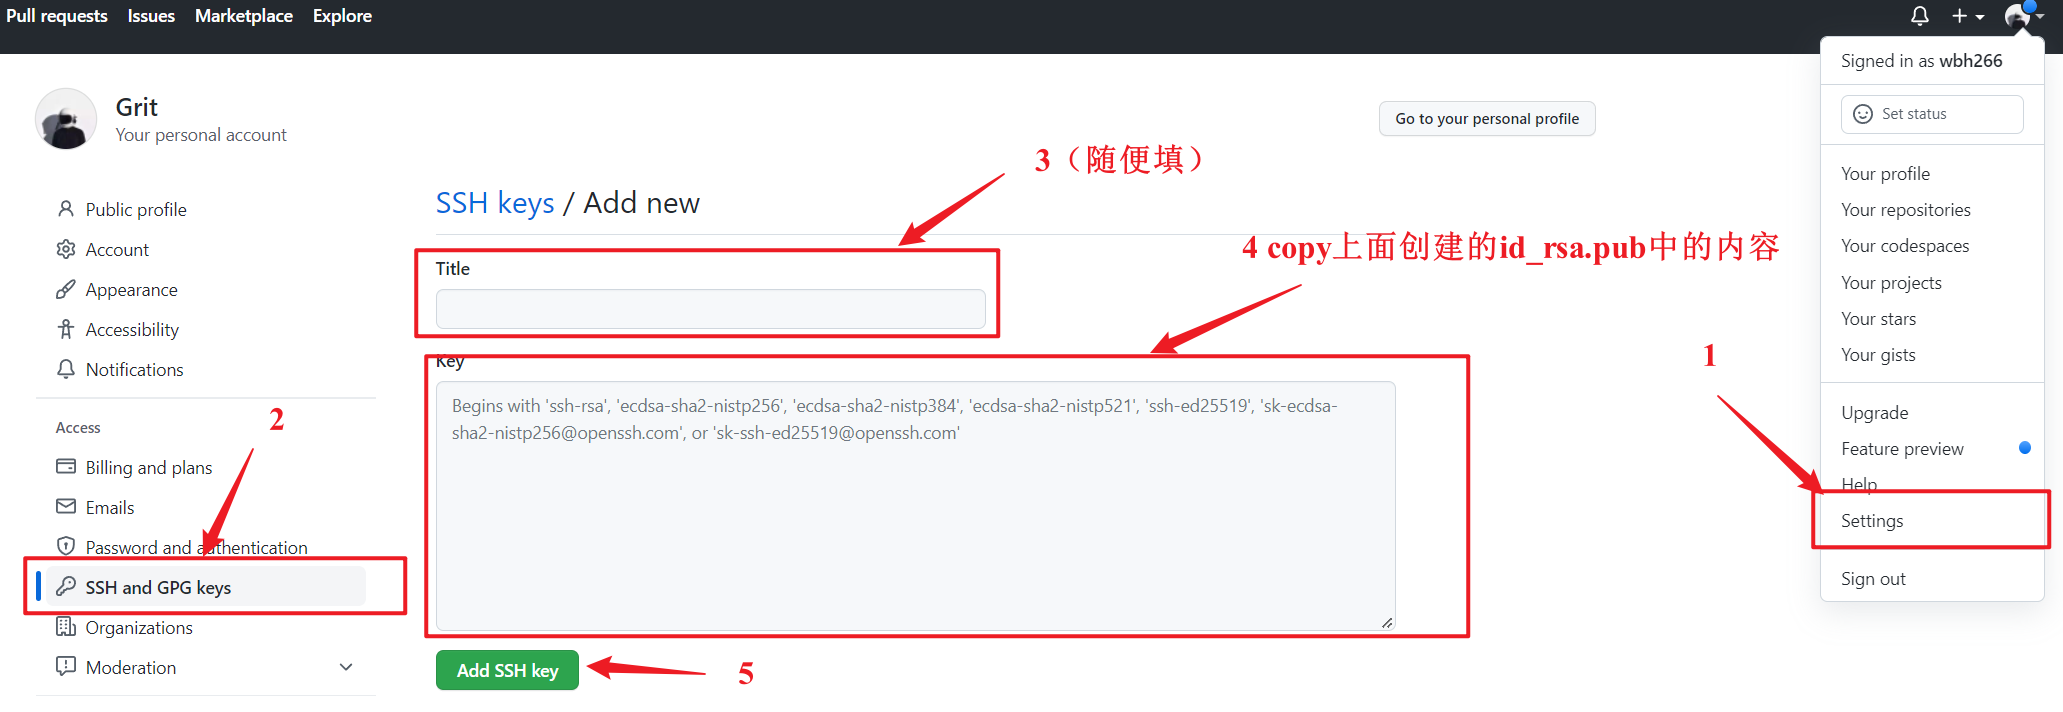 Pull requests Issues Marketplace Explore
Signed in as wbh266
Set status
Your profile
Your repositories
Your codespaces
Your projects
Your stars
Your gists
Upgrade
Feature preview
Help
Settings
Sign out
1
Grit
Your personal account
Go to your personal profile
Public profile
Account
Appearance
Accessibility
Notifications
Access
Billing and plans
Emails
Password and authentication
SSH and GPG keys
Organizations
Moderation
2
SSH keys / Add new
3（随便填）
Title
4 copy上面创建的id_rsa.pub中的内容
Key
Begins with 'ssh-rsa', 'ecdsa-sha2-nistp256', 'ecdsa-sha2-nistp384', 'ecdsa-sha2-nistp521', 'ssh-ed25519', 'sk-ecdsa-
sha2-nistp256@openssh.com', or 'sk-ssh-ed25519@openssh.com'
Add SSH key
5